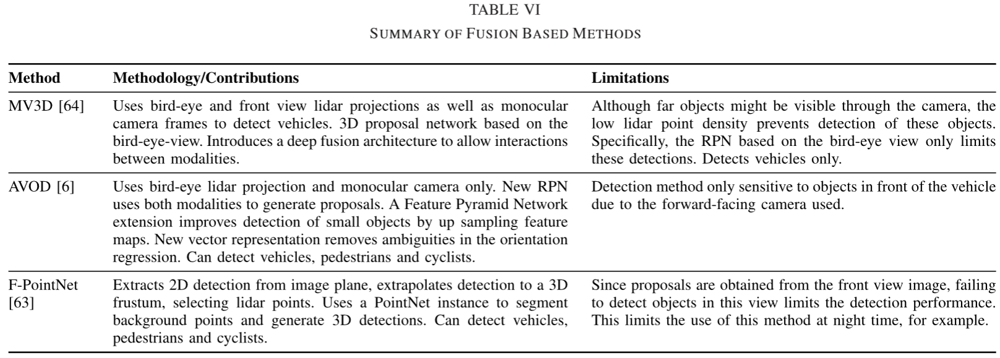 TABLE VI
SUMMARY OF FUSION BASED METHODS
Method Methodology/Contributions Limitations
MV3D [64] Uses bird-eye and front view lidar projections as well as monocular
camera frames to detect vehicles. 3D proposal network based on the
bird-eye-view. Introduces a deep fusion architecture to allow interactions
between modalities.
Although far objects might be visible through the camera, the
low lidar point density prevents detection of these objects.
Specifically, the RPN based on the bird-eye view only limits
these detections. Detects vehicles only.
AVOD [6] Uses bird-eye lidar projection and monocular camera only. New RPN
uses both modalities to generate proposals. A Feature Pyramid Network
extension improves detection of small objects by up sampling feature
maps. New vector representation removes ambiguities in the orientation
regression. Can detect vehicles, pedestrians and cyclists.
Detection method only sensitive to objects in front of the vehicle
due to the forward-facing camera used.
F-PointNet
[63]
Extracts 2D detection from image plane, extrapolates detection to a 3D
frustum, selecting lidar points. Uses a PointNet instance to segment
background points and generate 3D detections. Can detect vehicles,
pedestrians and cyclists.
Since proposals are obtained from the front view image, failing
to detect objects in this view limits the detection performance.
This limits the use of this method at night time, for example.